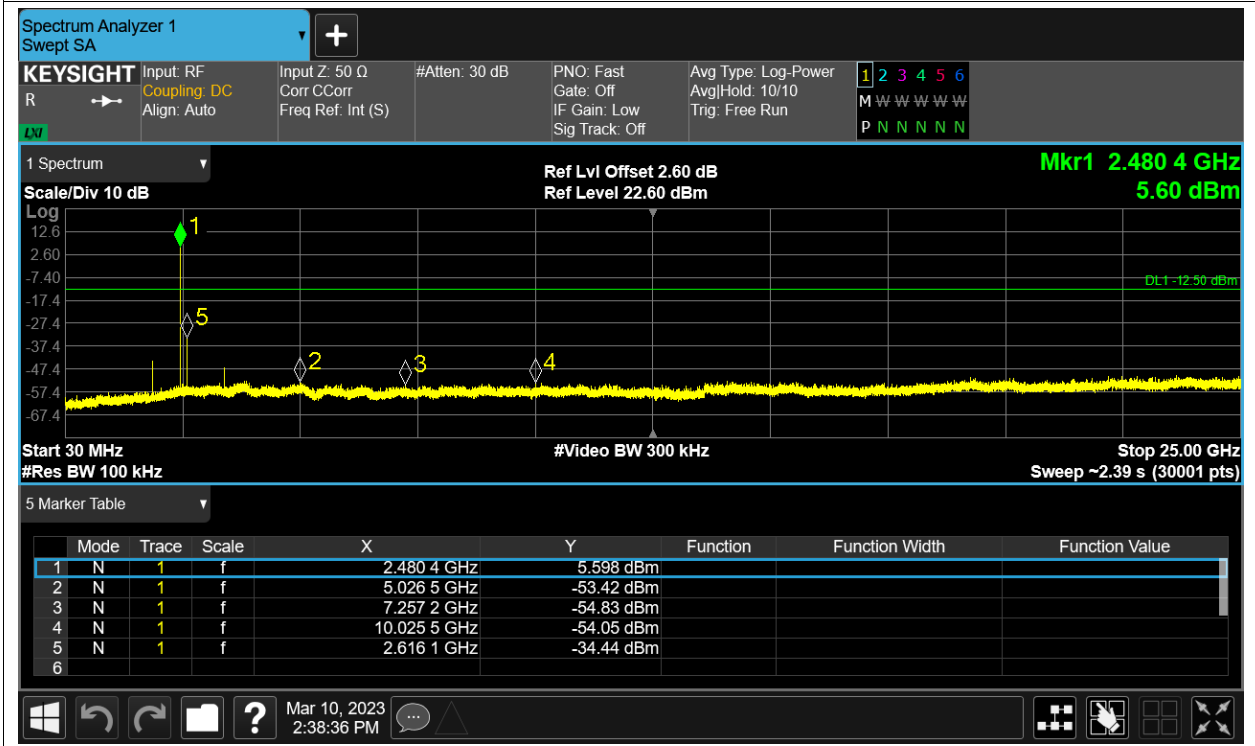 Spectrum Analyzer 1
Swept SA
+
KEYSIGHT
R
LXI
Input: RF
Coupling: DC
Align: Auto
Input Z: 50 Ω
Corr CCorr
Freq Ref: Int (S)
#Atten: 30 dB
PNO: Fast
Gate: Off
IF Gain: Low
Sig Track: Off
Avg Type: Log-Power
Avg|Hold: 10/10
Trig: Free Run
1 2 3 4 5 6
M W W W W W
P N N N N N
1 Spectrum
Scale/Div 10 dB
Ref Lvl Offset 2.60 dB
Ref Level 22.60 dBm
Mkr1 2.480 4 GHz
5.60 dBm
Log
12.6
2.60
-7.40
-17.4
-27.4
-37.4
-47.4
-57.4
-67.4
1
5
2
3
4
DL1 -12.50 dBm
Start 30 MHz
#Video BW 300 kHz
Stop 25.00 GHz
#Res BW 100 kHz
Sweep ~2.39 s (30001 pts)
5 Marker Table
Mode Trace Scale X Y Function Function Width Function Value
1 N 1 f 2.480 4 GHz 5.598 dBm
2 N 1 f 5.026 5 GHz -53.42 dBm
3 N 1 f 7.257 2 GHz -54.83 dBm
4 N 1 f 10.025 5 GHz -54.05 dBm
5 N 1 f 2.616 1 GHz -34.44 dBm
6
?
Mar 10, 2023
2:38:36 PM